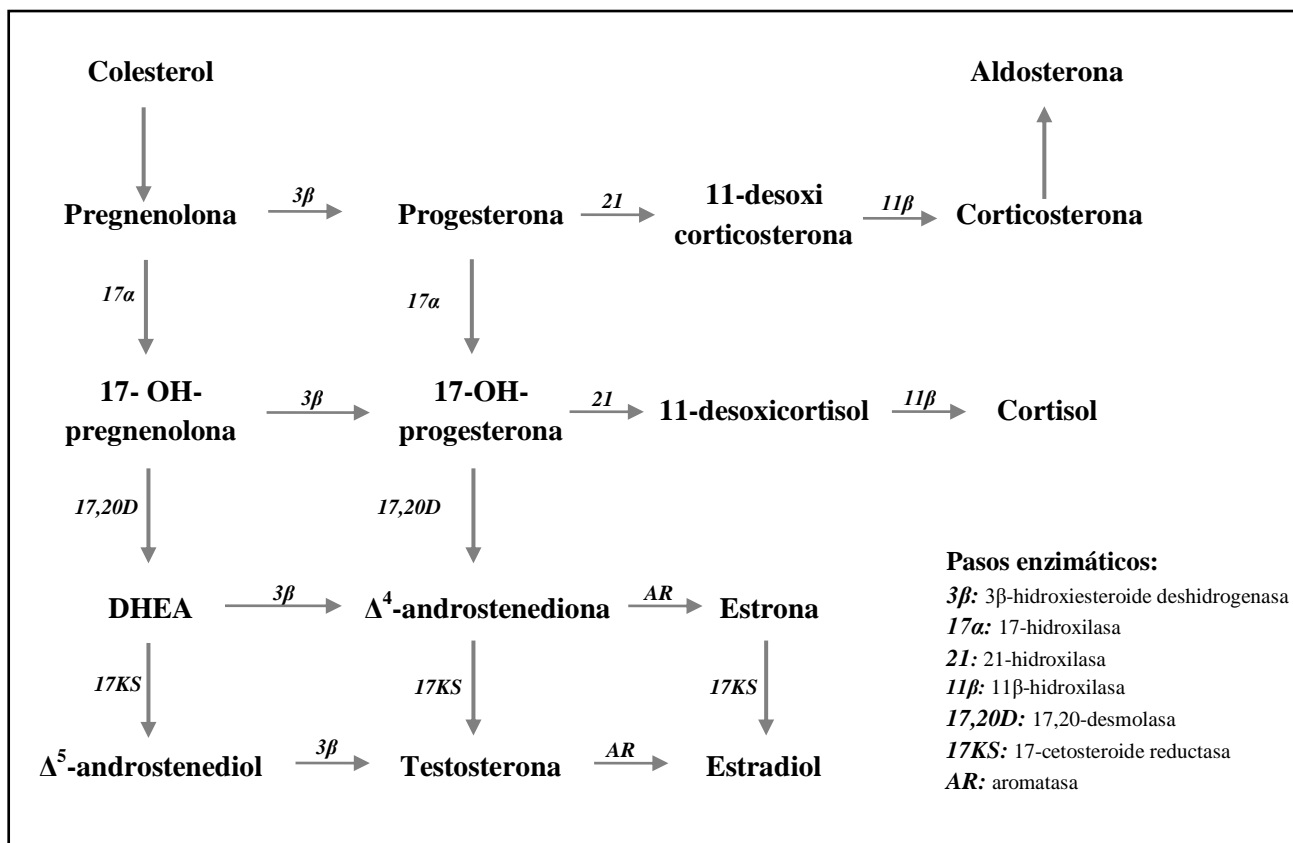 Colesterol
Aldosterona
Pregnenolona
3β
Progesterona
21
11-desoxi
corticosterona
11β
Corticosterona
17α
17α
17- OH-
pregnenolona
3β
17-OH-
progesterona
21
11-desoxicortisol
11β
Cortisol
17,20D
17,20D
DHEA
3β
Δ⁴-androstenediona
AR
Estrona
17KS
17KS
17KS
Δ⁵-androstenediol
3β
Testosterona
AR
Estradiol
Pasos enzimáticos:
3β: 3β-hidroxiesteroide deshidrogenasa
17α: 17-hidroxilasa
21: 21-hidroxilasa
11β: 11β-hidroxilasa
17,20D: 17,20-desmolasa
17KS: 17-cetosteroide reductasa
AR: aromatasa